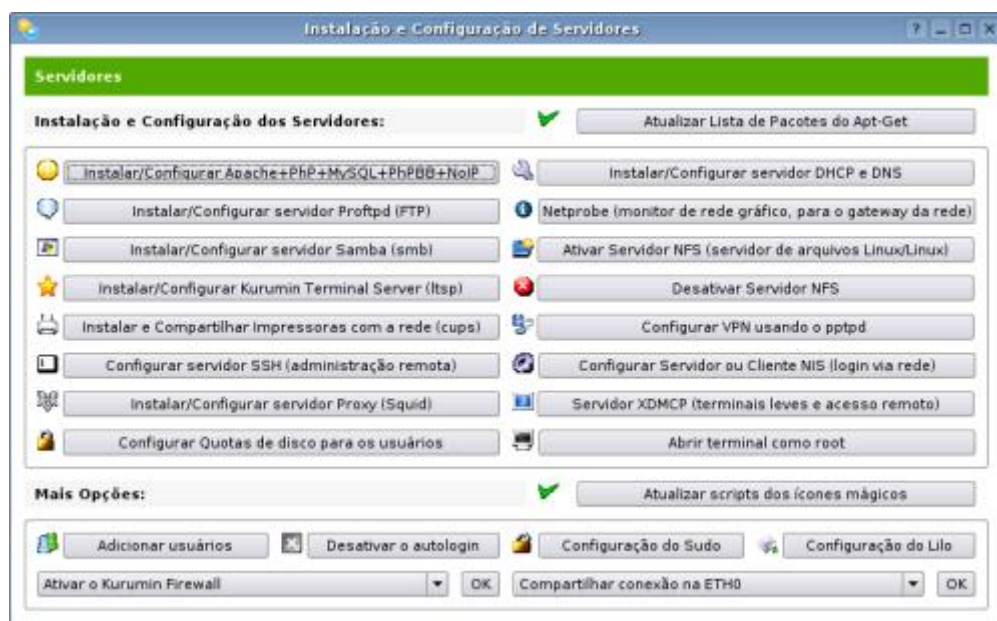 Instalação e Configuração de Servidores
Servidores
Instalação e Configuração dos Servidores:
Atualizar Lista de Pacotes do Apt-Get
Instalar/Configurar Apache+PhP+MySQL+PhPBB+NoIP
Instalar/Configurar servidor DHCP e DNS
Instalar/Configurar servidor Proftpd (FTP)
Netprobe (monitor de rede gráfico, para o gateway da rede)
Instalar/Configurar servidor Samba (smb)
Ativar Servidor NFS (servidor de arquivos Linux/Linux)
Instalar/Configurar Kurumin Terminal Server (ltsp)
Desativar Servidor NFS
Instalar e Compartilhar Impressoras com a rede (cups)
Configurar VPN usando o pptpd
Configurar servidor SSH (administração remota)
Configurar Servidor ou Cliente NIS (login via rede)
Instalar/Configurar servidor Proxy (Squid)
Servidor XDMCP (terminais leves e acesso remoto)
Configurar Quotas de disco para os usuários
Abrir terminal como root
Mais Opções:
Atualizar scripts dos ícones mágicos
Adicionar usuários
Desativar o autologin
Configuração do Sudo
Configuração do Lilo
Ativar o Kurumin Firewall
OK
Compartilhar conexão na ETH0
OK